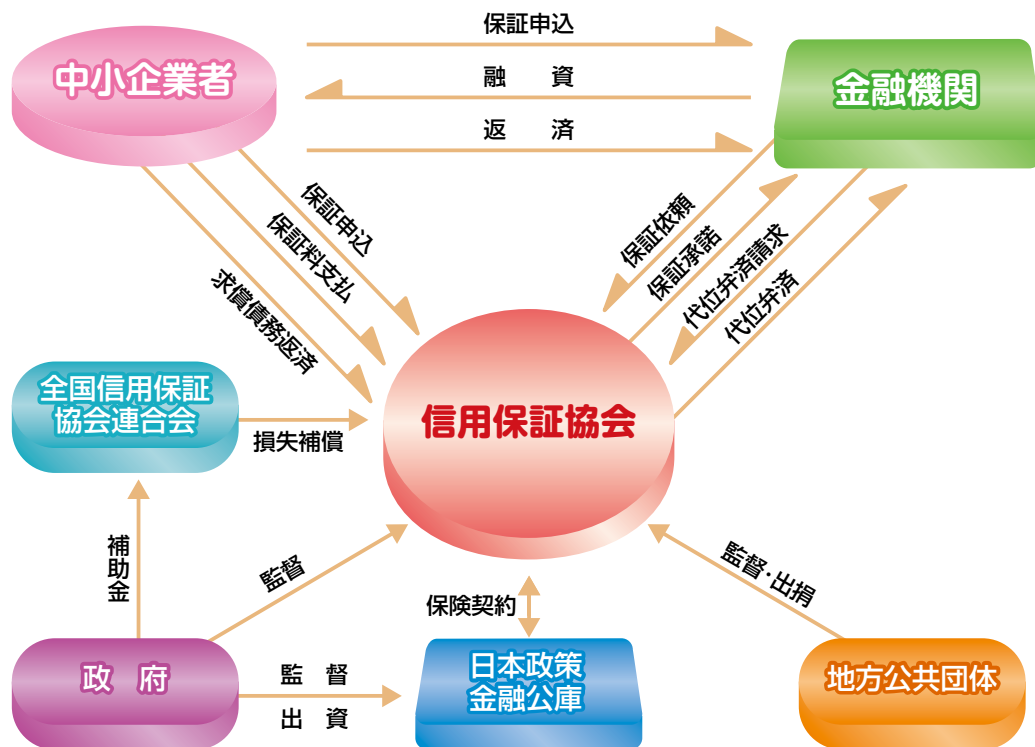 保証申込
中小企業者
融　資
金融機関
返　済
保証申込
保証料支払
求償債務返済
保証依頼
保証承諾
代位弁済請求
代位弁済
全国信用保証
協会連合会
損失補償
信用保証協会
補助金
監督
保険契約
監督・出捐
政　府
監　督
出　資
日本政策
金融公庫
地方公共団体